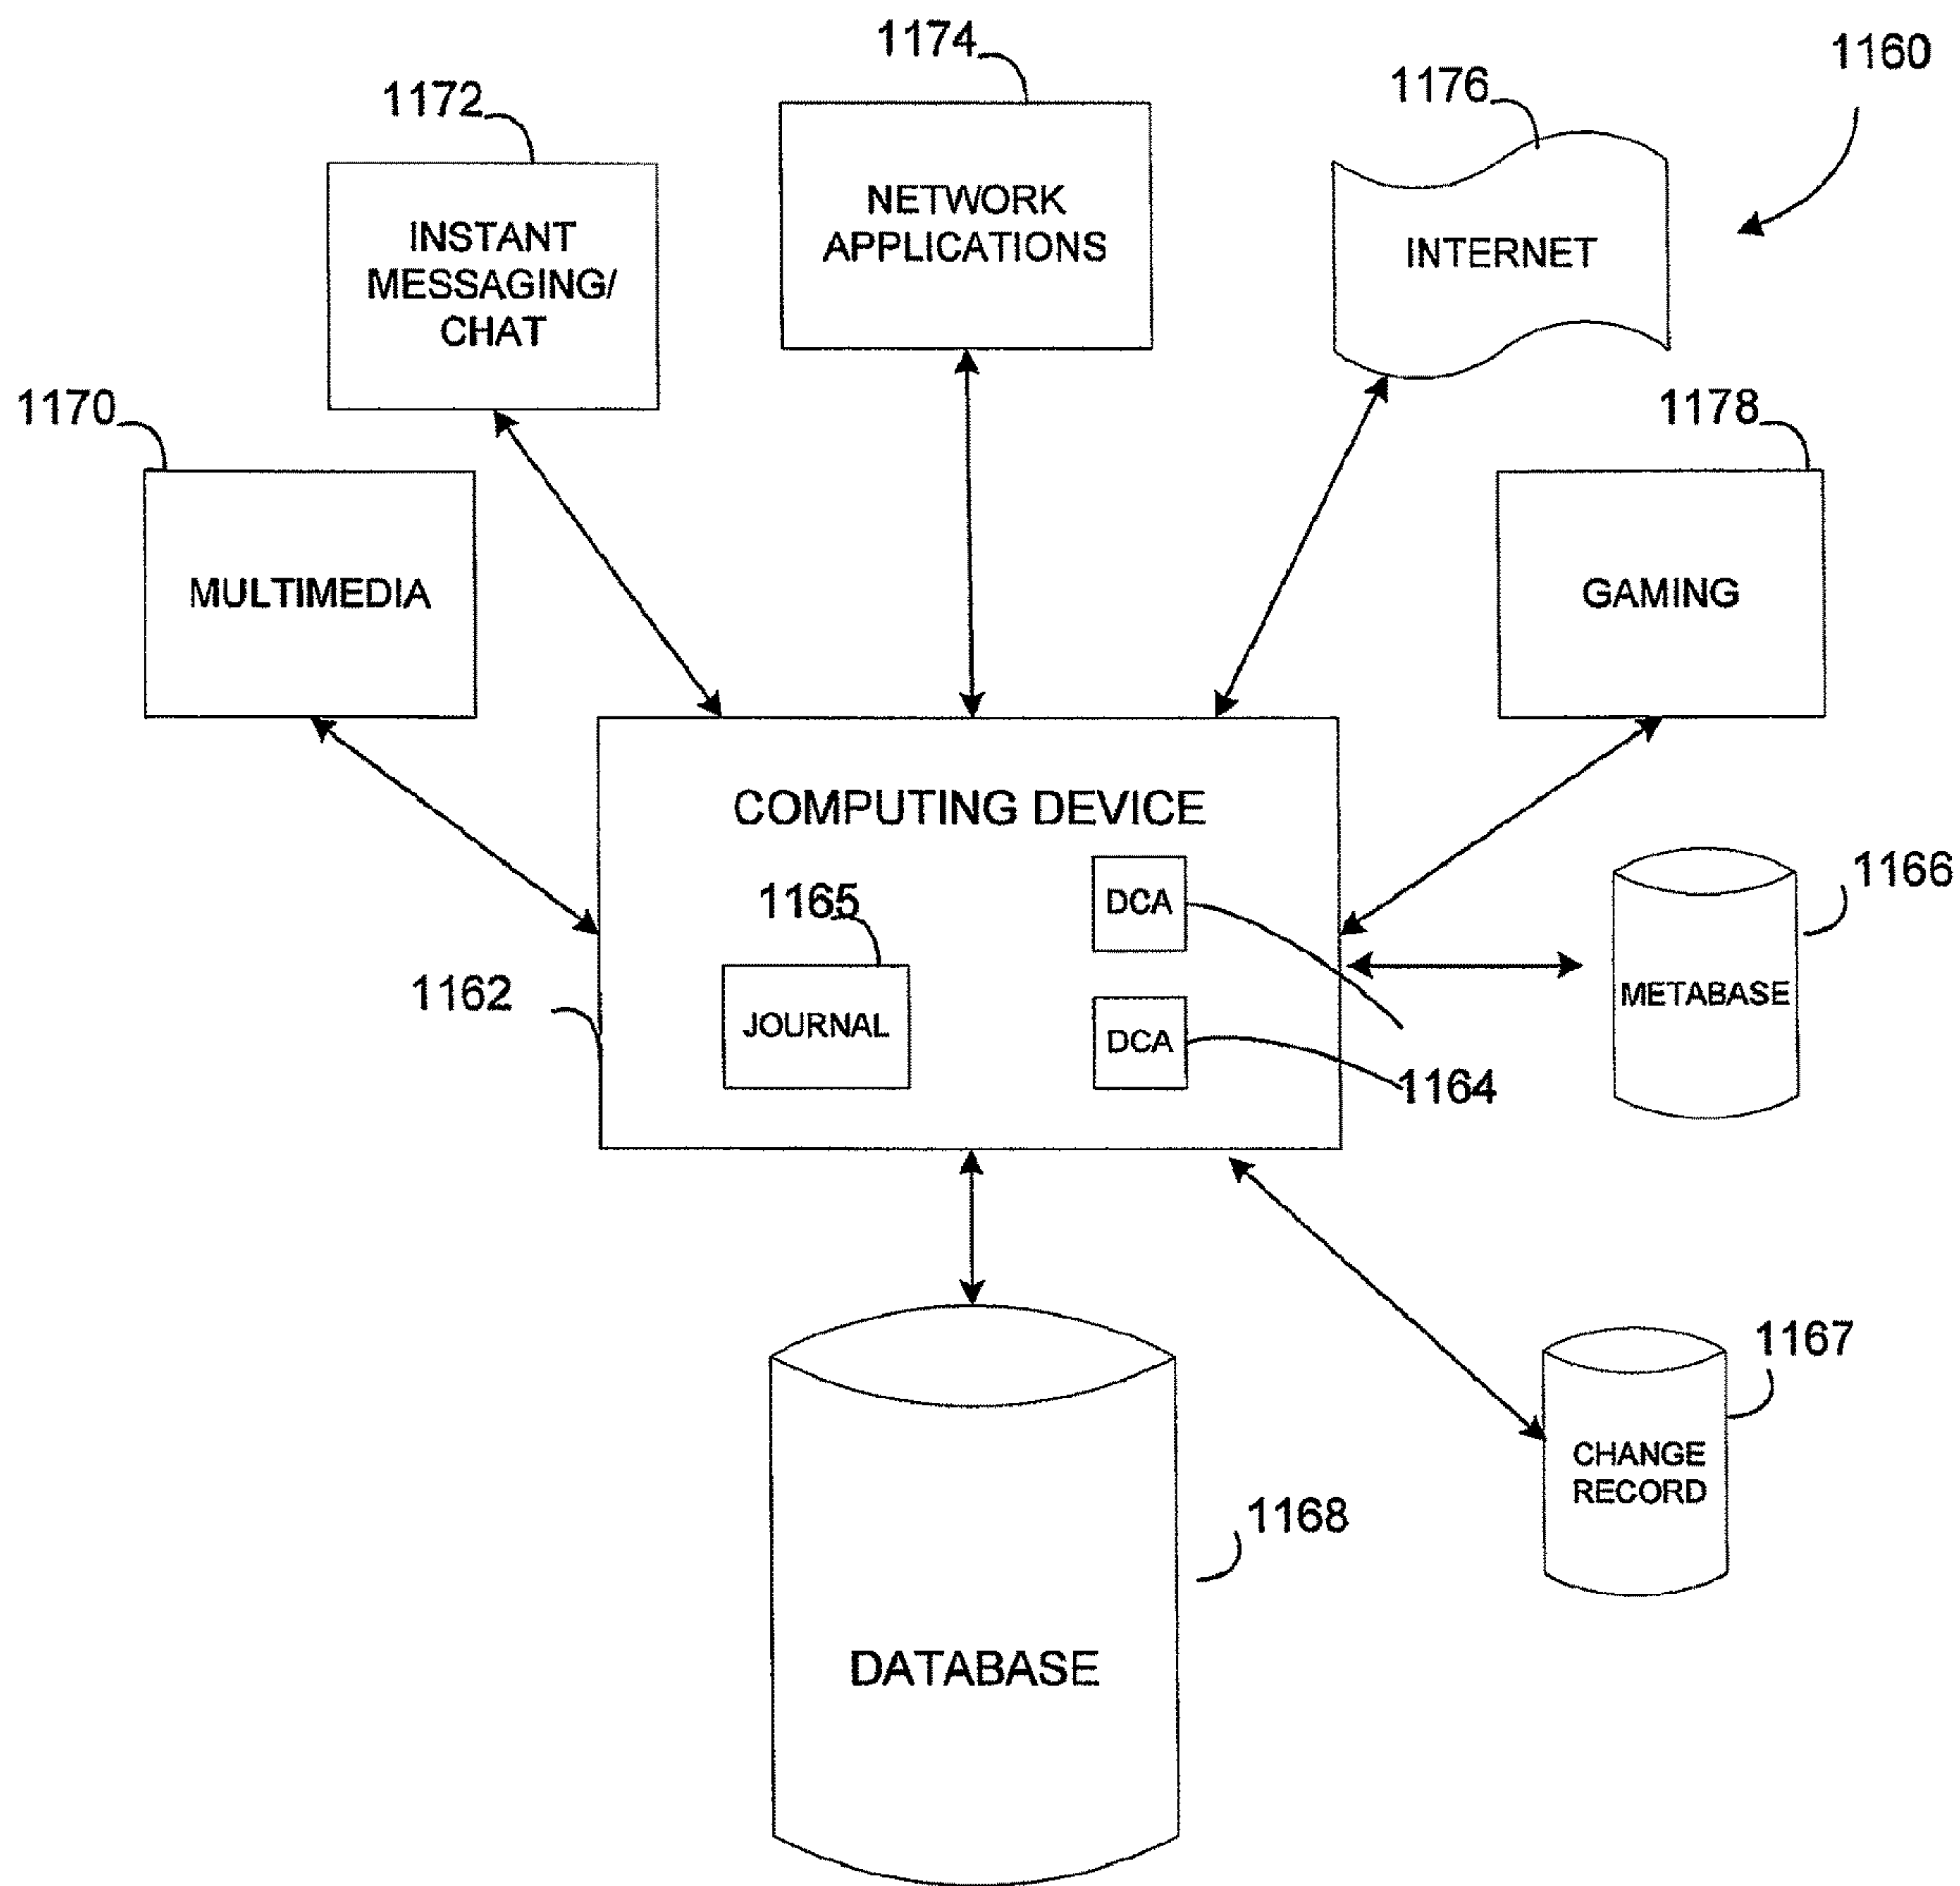 1174
1160
1172
1176
NETWORK
APPLICATIONS
INSTANT
MESSAGING/
CHAT
INTERNET
1170
1178
MULTIMEDIA
GAMING
COMPUTING DEVICE
1165
DCA
1166
1162
JOURNAL
DCA
METABASE
1164
1167
CHANGE
RECORD
1168
DATABASE